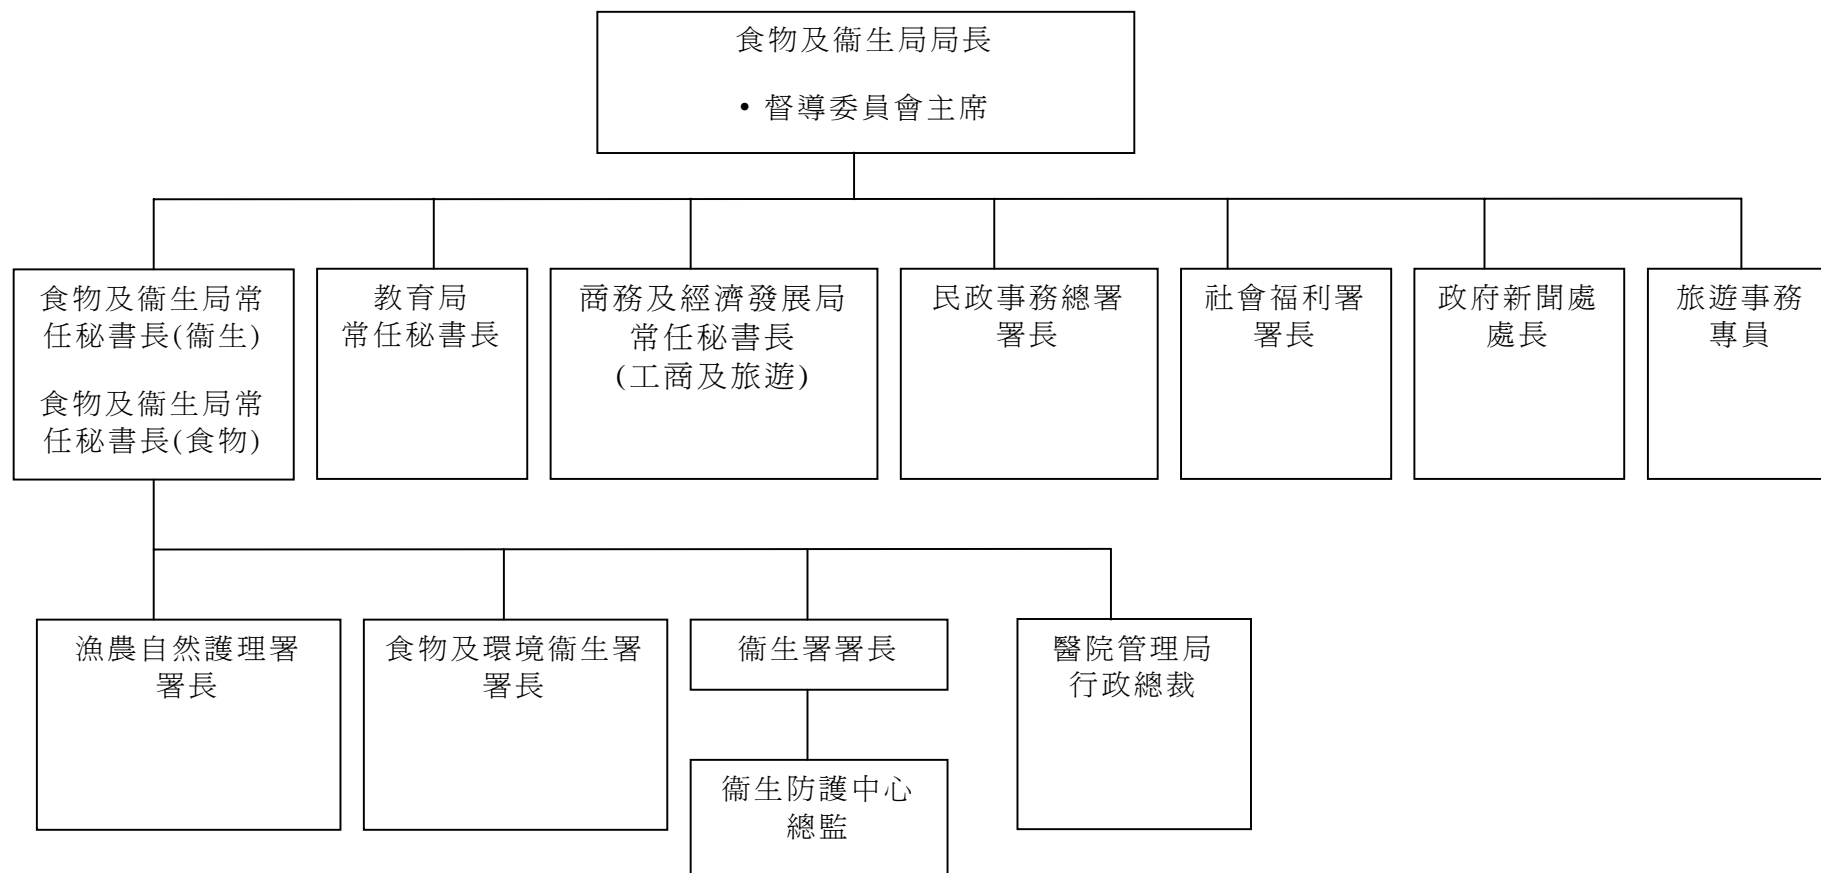 食物及衞生局局長
• 督導委員會主席
食物及衞生局常
任秘書長(衞生)
食物及衞生局常
任秘書長(食物)
教育局
常任秘書長
商務及經濟發展局
常任秘書長
(工商及旅遊)
民政事務總署
署長
社會福利署
署長
政府新聞處
處長
旅遊事務
專員
漁農自然護理署
署長
食物及環境衞生署
署長
衞生署署長
衞生防護中心
總監
醫院管理局
行政總裁